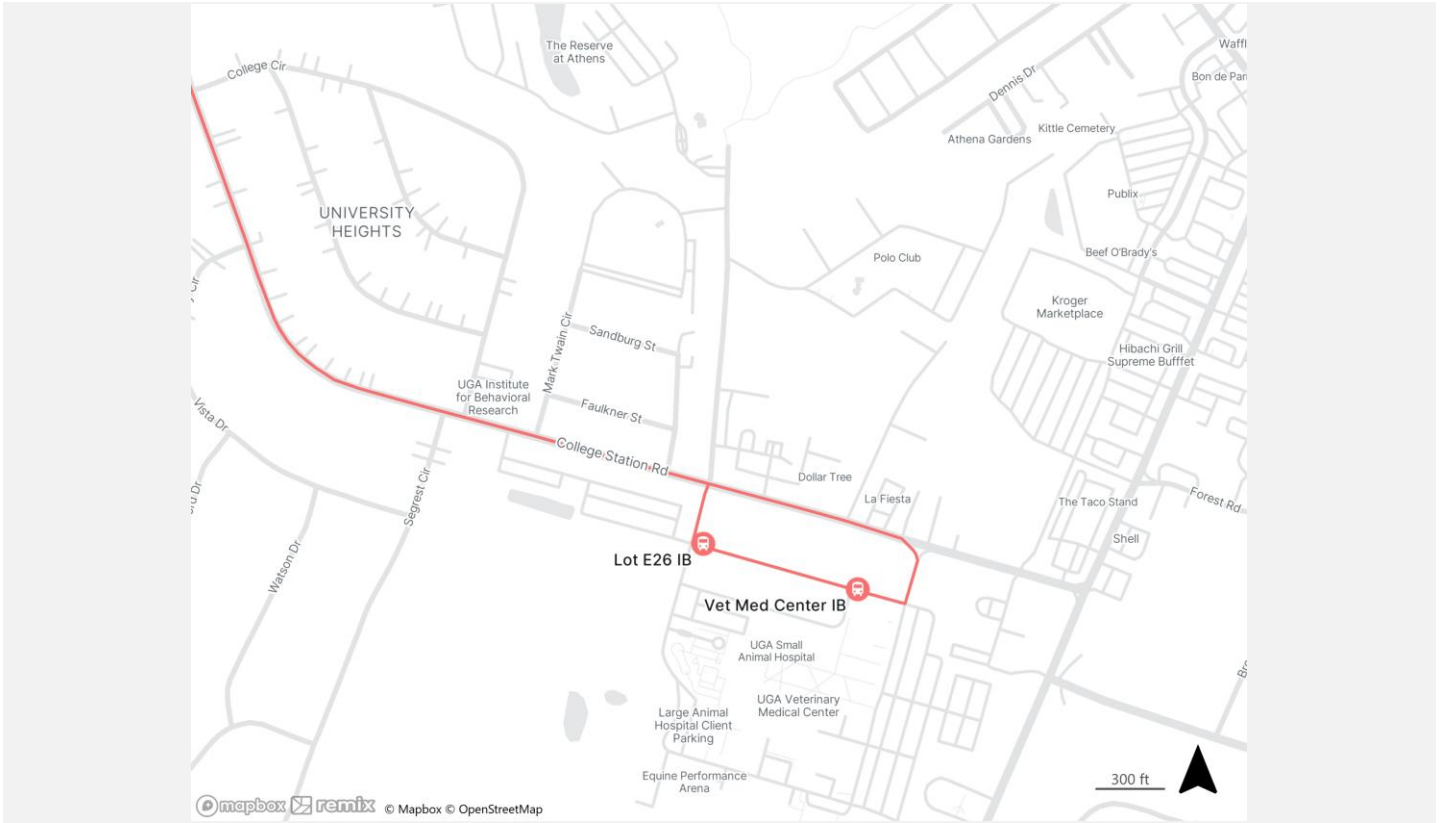 The Reserve
at Athens
College Cir
Dennis Dr
Bon de
Athena Gardens
Kittle Cemetery
UNIVERSITY
HEIGHTS
Publix
Polo Club
Beef O'Brady's
Kroger
Marketplace
Mark Twain Cir
Sandburg St
Hibachi Grill
Supreme Bufffet
UGA Institute
for Behavioral
Research
Vista Dr
Faulkner St
College Station Rd
Segrest Cir
Dollar Tree
La Fiesta
The Taco Stand
Forest Rd
Shell
Watson Dr
Lot E26 IB
Vet Med Center IB
UGA Small
Animal Hospital
UGA Veterinary
Medical Center
Large Animal
Hospital Client
Parking
Equine Performance
Arena
300 ft
mapbox remix © Mapbox © OpenStreetMap